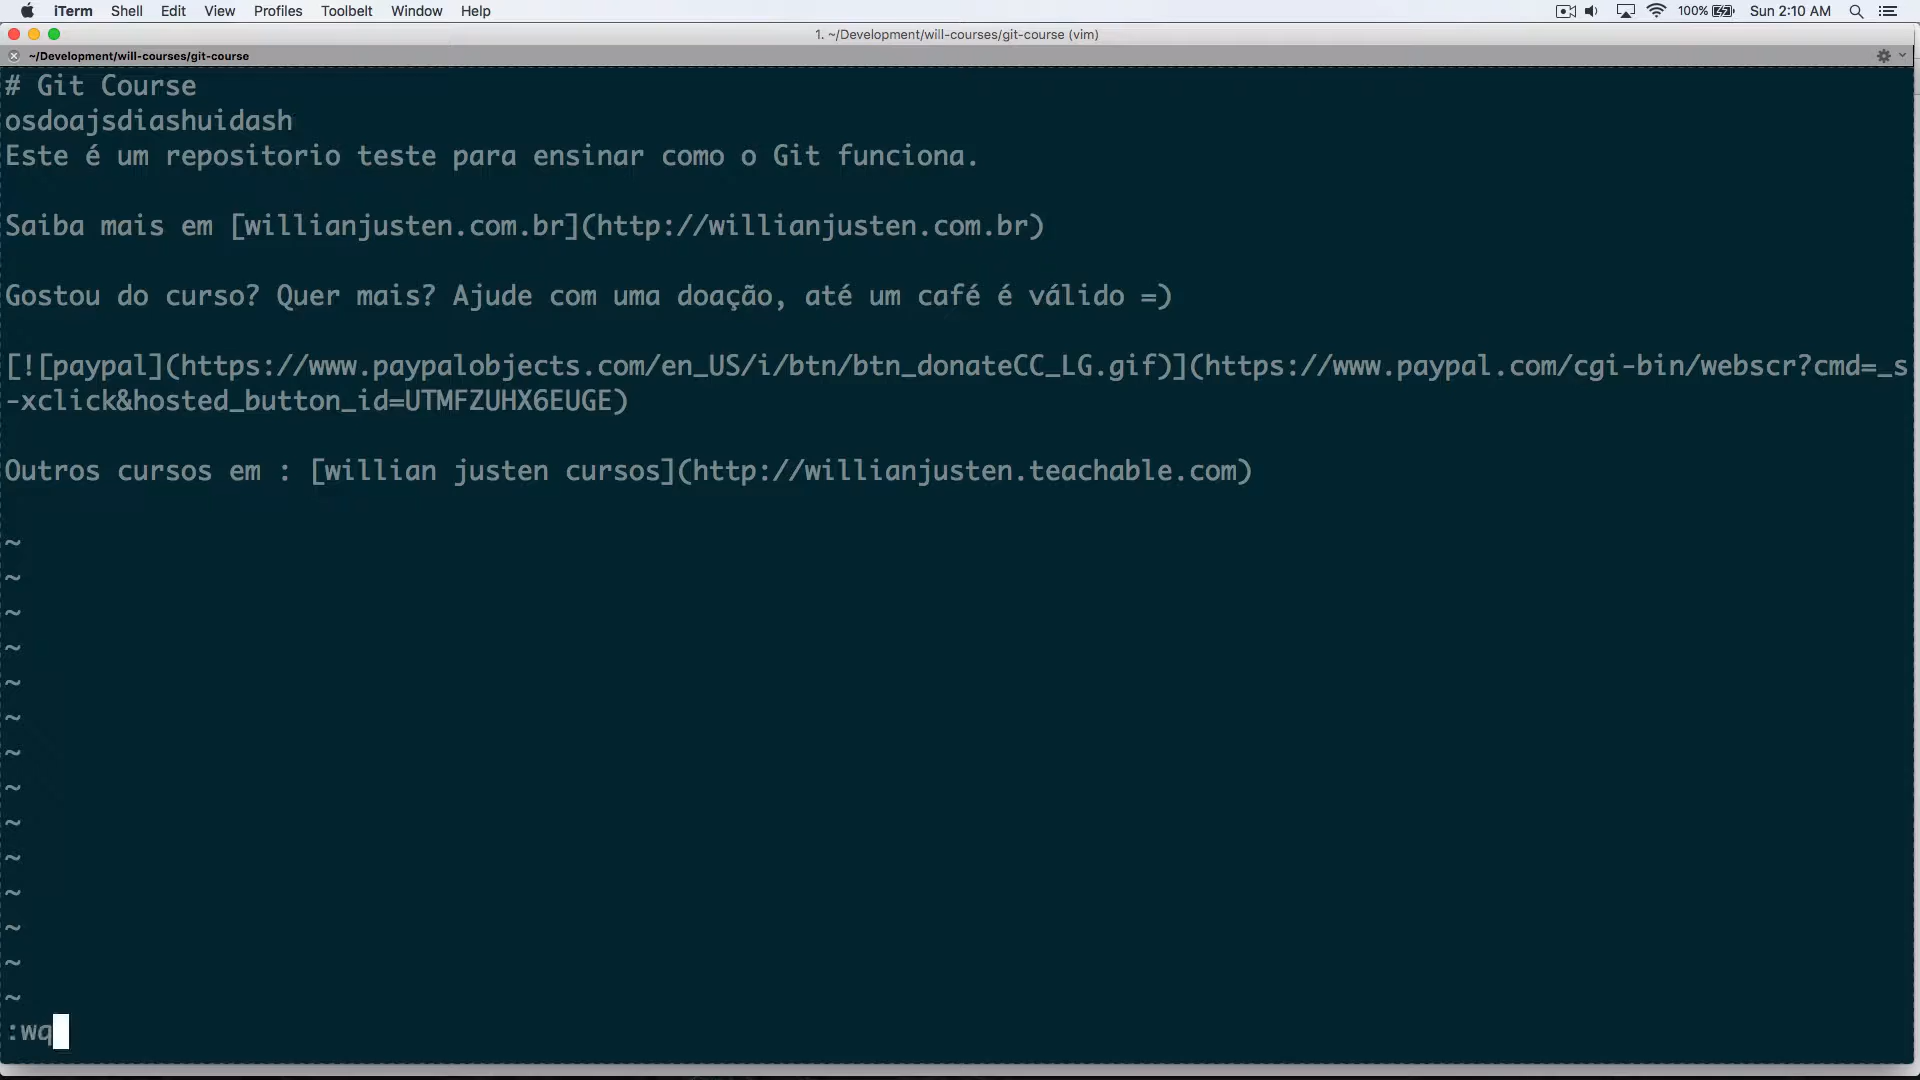 iTerm Shell Edit View Profiles Toolbelt Window Help 100% Sun 2:10 AM
1. ~/Development/will-courses/git-course (vim)
~/Development/will-courses/git-course
# Git Course
osdoajsdiashuidash
Este é um repositorio teste para ensinar como o Git funciona.
Saiba mais em [willianjusten.com.br](http://willianjusten.com.br)
Gostou do curso? Quer mais? Ajude com uma doação, até um café é válido =)
[![paypal](https://www.paypalobjects.com/en_US/i/btn/btn_donateCC_LG.gif)](https://www.paypal.com/cgi-bin/webscr?cmd=_s
-xclick&hosted_button_id=UTMFZUHX6EUGE)
Outros cursos em : [willian justen cursos](http://willianjusten.teachable.com)
~
~
~
~
~
~
~
~
~
~
~
~
~
~
:wq